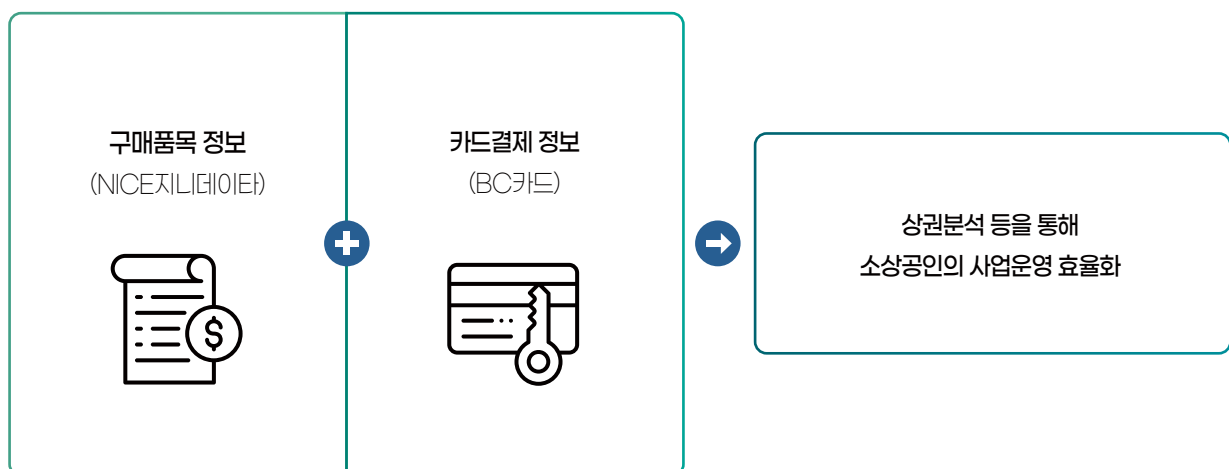 구매품목 정보
(NICE지니데이타)
카드결제 정보
(BC카드)
상권분석 등을 통해
소상공인의 사업운영 효율화
$